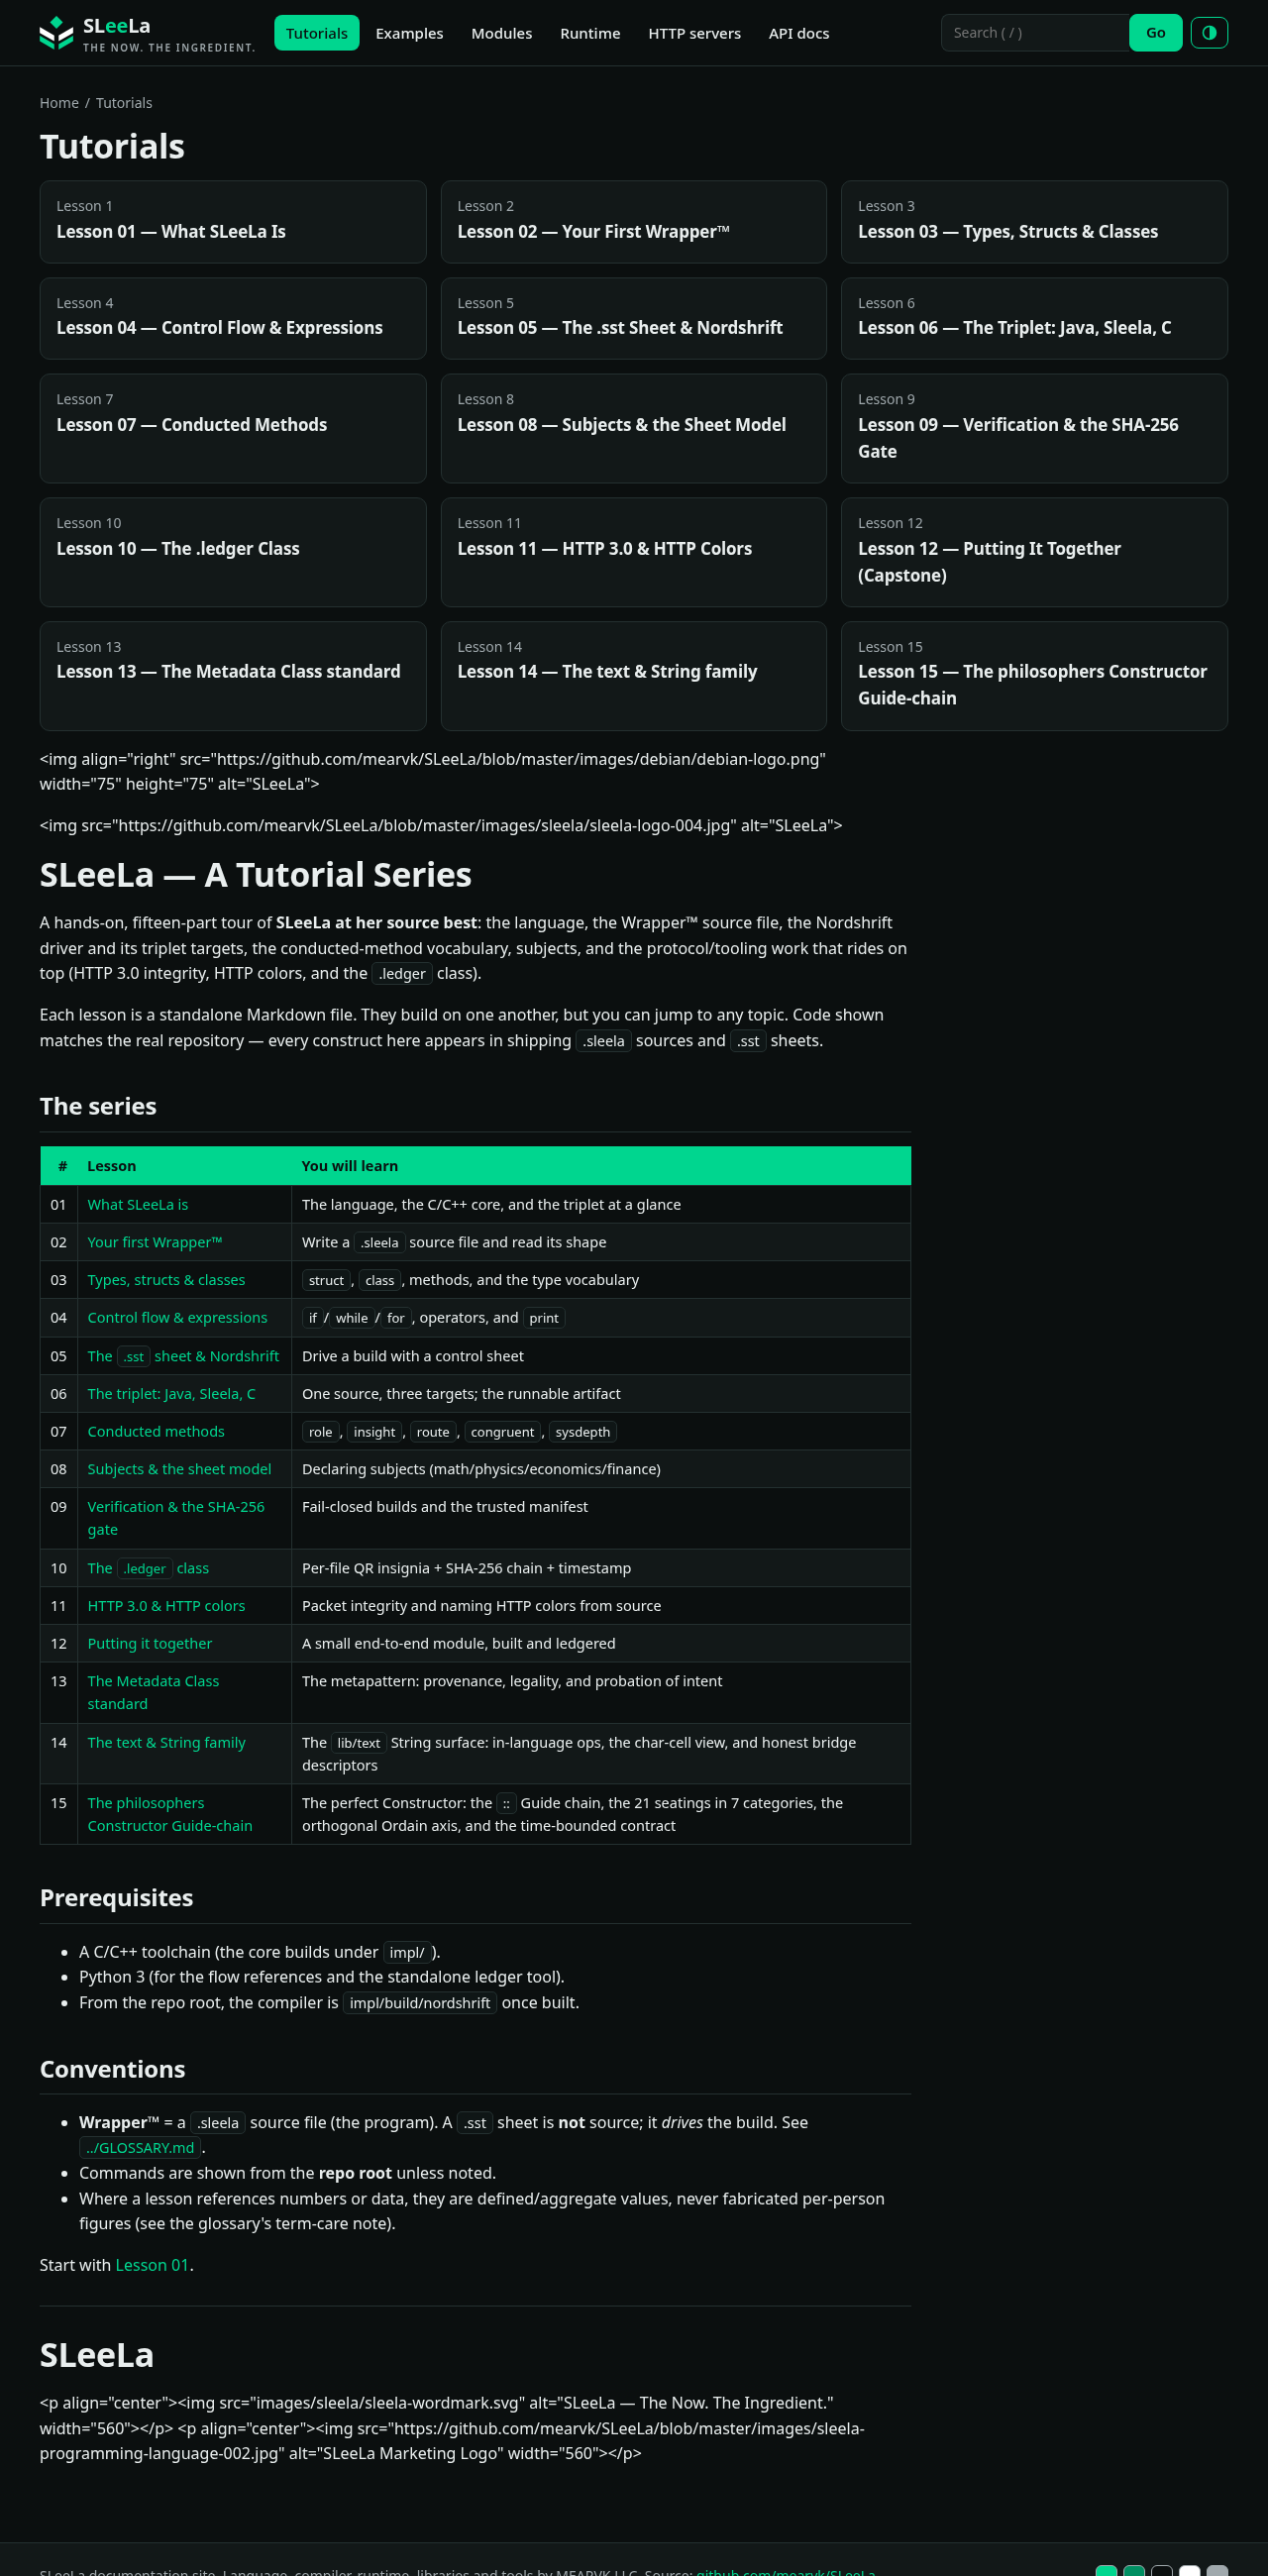 SLeeLa
THE NOW. THE INGREDIENT.
Tutorials
Examples
Modules
Runtime
HTTP servers
API docs
Search ( / )
Go
Home / Tutorials
Tutorials
Lesson 1
Lesson 01 — What SLeeLa Is
Lesson 2
Lesson 02 — Your First Wrapper™
Lesson 3
Lesson 03 — Types, Structs & Classes
Lesson 4
Lesson 04 — Control Flow & Expressions
Lesson 5
Lesson 05 — The .sst Sheet & Nordshrift
Lesson 6
Lesson 06 — The Triplet: Java, Sleela, C
Lesson 7
Lesson 07 — Conducted Methods
Lesson 8
Lesson 08 — Subjects & the Sheet Model
Lesson 9
Lesson 09 — Verification & the SHA-256
Gate
Lesson 10
Lesson 10 — The .ledger Class
Lesson 11
Lesson 11 — HTTP 3.0 & HTTP Colors
Lesson 12
Lesson 12 — Putting It Together
(Capstone)
Lesson 13
Lesson 13 — The Metadata Class standard
Lesson 14
Lesson 14 — The text & String family
Lesson 15
Lesson 15 — The philosophers Constructor
Guide-chain
<img align="right" src="https://github.com/mearvk/SLeeLa/blob/master/images/debian/debian-logo.png"
width="75" height="75" alt="SLeeLa">
<img src="https://github.com/mearvk/SLeeLa/blob/master/images/sleela/sleela-logo-004.jpg" alt="SLeeLa">
SLeeLa — A Tutorial Series
A hands-on, fifteen-part tour of SLeeLa at her source best: the language, the Wrapper™ source file, the Nordshrift
driver and its triplet targets, the conducted-method vocabulary, subjects, and the protocol/tooling work that rides on
top (HTTP 3.0 integrity, HTTP colors, and the .ledger class).
Each lesson is a standalone Markdown file. They build on one another, but you can jump to any topic. Code shown
matches the real repository — every construct here appears in shipping .sleela sources and .sst sheets.
The series
# Lesson You will learn
01 What SLeeLa is The language, the C/C++ core, and the triplet at a glance
02 Your first Wrapper™ Write a .sleela source file and read its shape
03 Types, structs & classes struct, class, methods, and the type vocabulary
04 Control flow & expressions if/while/for, operators, and print
05 The .sst sheet & Nordshrift Drive a build with a control sheet
06 The triplet: Java, Sleela, C One source, three targets; the runnable artifact
07 Conducted methods role, insight, route, congruent, sysdepth
08 Subjects & the sheet model Declaring subjects (math/physics/economics/finance)
09 Verification & the SHA-256 Fail-closed builds and the trusted manifest
gate
10 The .ledger class Per-file QR insignia + SHA-256 chain + timestamp
11 HTTP 3.0 & HTTP colors Packet integrity and naming HTTP colors from source
12 Putting it together A small end-to-end module, built and ledgered
13 The Metadata Class The metapattern: provenance, legality, and probation of intent
standard
14 The text & String family The lib/text String surface: in-language ops, the char-cell view, and honest bridge
descriptors
15 The philosophers The perfect Constructor: the :: Guide chain, the 21 seatings in 7 categories, the
Constructor Guide-chain orthogonal Ordain axis, and the time-bounded contract
Prerequisites
• A C/C++ toolchain (the core builds under impl/).
• Python 3 (for the flow references and the standalone ledger tool).
• From the repo root, the compiler is impl/build/nordshrift once built.
Conventions
• Wrapper™ = a .sleela source file (the program). A .sst sheet is not source; it drives the build. See
../GLOSSARY.md.
• Commands are shown from the repo root unless noted.
• Where a lesson references numbers or data, they are defined/aggregate values, never fabricated per-person
figures (see the glossary's term-care note).
Start with Lesson 01.
SLeeLa
<p align="center"><img src="images/sleela/sleela-wordmark.svg" alt="SLeeLa — The Now. The Ingredient."
width="560"></p> <p align="center"><img src="https://github.com/mearvk/SLeeLa/blob/master/images/sleela-
programming-language-002.jpg" alt="SLeeLa Marketing Logo" width="560"></p>
SLeeLa documentation site. Language, compiler, runtime, libraries and tools by MEARVK LLC. Source: github.com/mearvk/SLeeLa